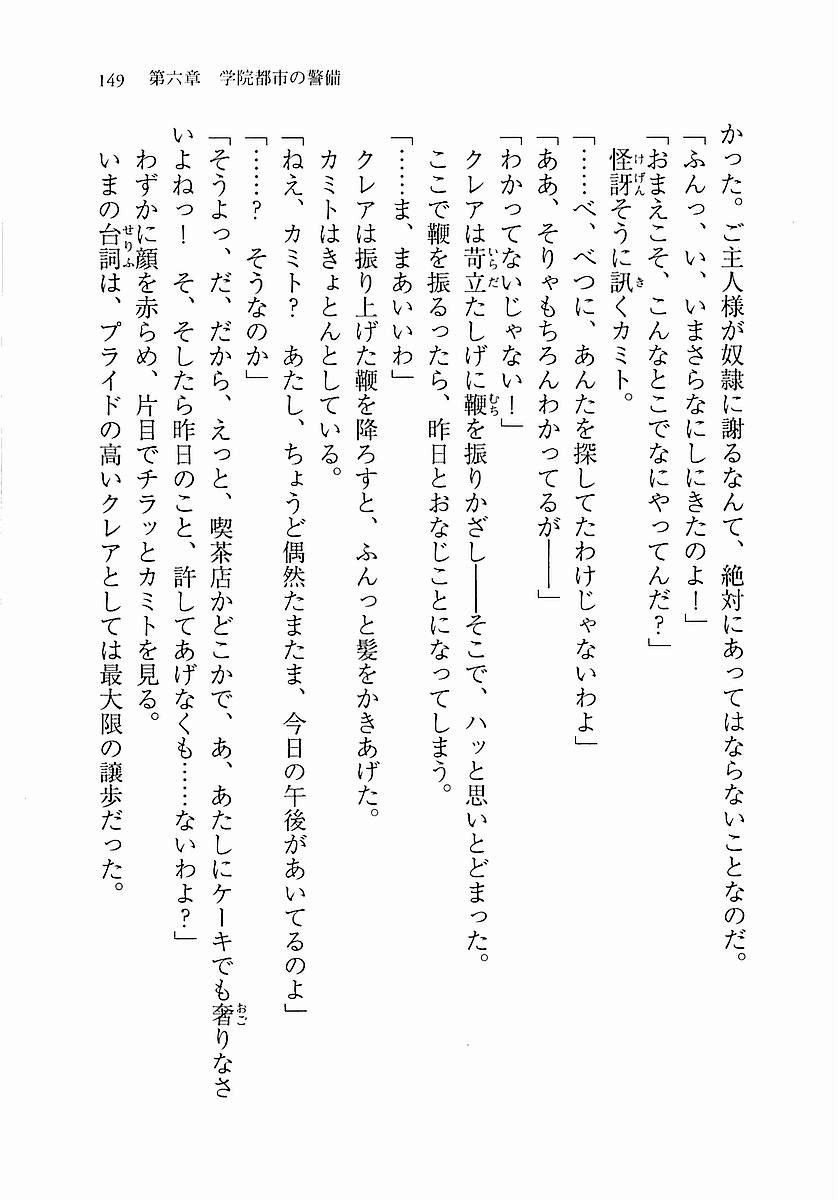 149　第六章　学院都市の警備
かった。ご主人様が奴隷に謝るなんて、絶対にあってはならないことなのだ。
「ふんっ、い、いまさらなにしにきたのよ！」
「おまえこそ、こんなとこでなにやってんだ？」
怪訝そうに訊くカミト。
「……べ、べつに、あんたを探してたわけじゃないわよ」
「ああ、そりゃもちろんわかってるが――」
「わかってないじゃない！」
クレアは苛立たしげに鞭を振りかざし――そこで、ハッと思いとどまった。
ここで鞭を振るったら、昨日とおなじことになってしまう。
「……ま、まあいいわ」
クレアは振り上げた鞭を降ろすと、ふんっと髪をかきあげた。
カミトはきょとんとしている。
「ねえ、カミト？　あたし、ちょうど偶然たまたま、今日の午後があいてるのよ」
「……？　そうなのか」
「そうよっ、だ、だから、えっと、喫茶店かどこかで、あ、あたしにケーキでも奢りなさ
いよねっ！　そ、そしたら昨日のこと、許してあげなくも……ないわよ？」
わずかに顔を赤らめ、片目でチラッとカミトを見る。
いまの台詞は、プライドの高いクレアとしては最大限の譲歩だった。